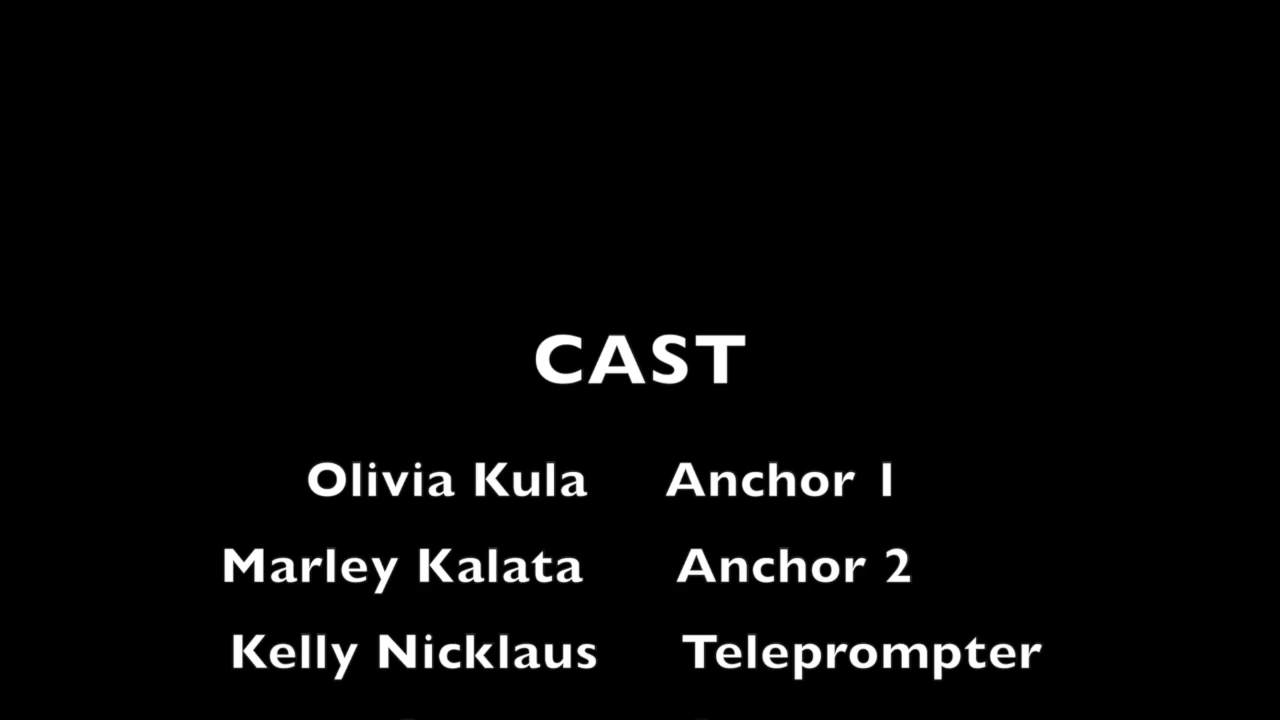 CAST
Olivia Kula Anchor 1
Marley Kalata Anchor 2
Kelly Nicklaus Teleprompter